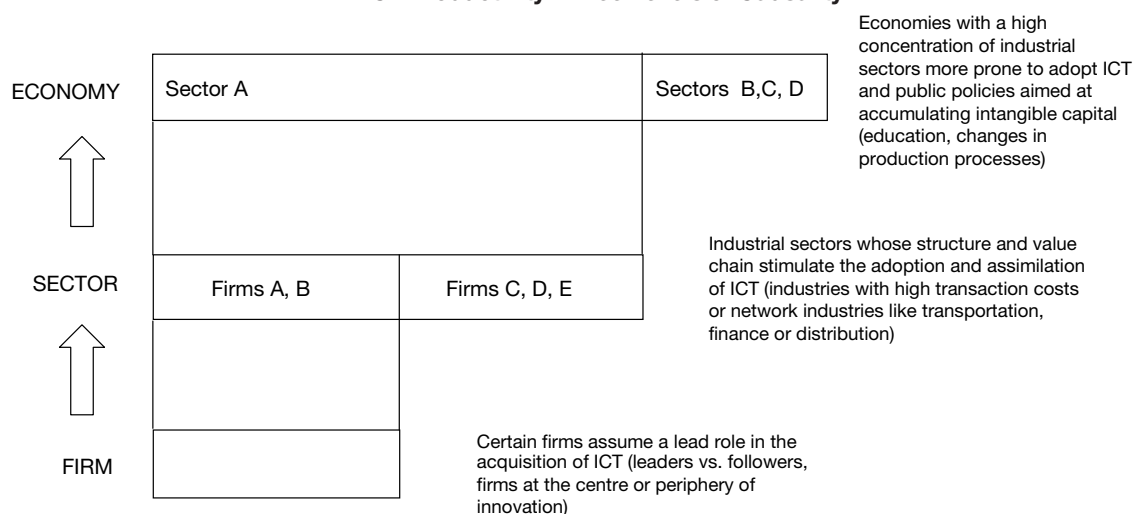 Economies with a high
concentration of industrial
sectors more prone to adopt ICT
and public policies aimed at
accumulating intangible capital
(education, changes in
production processes)
ECONOMY
Sector A
Sectors B,C, D
Industrial sectors whose structure and value
chain stimulate the adoption and assimilation
of ICT (industries with high transaction costs
or network industries like transportation,
finance or distribution)
SECTOR
Firms A, B
Firms C, D, E
Certain firms assume a lead role in the
acquisition of ICT (leaders vs. followers,
firms at the centre or periphery of
innovation)
FIRM